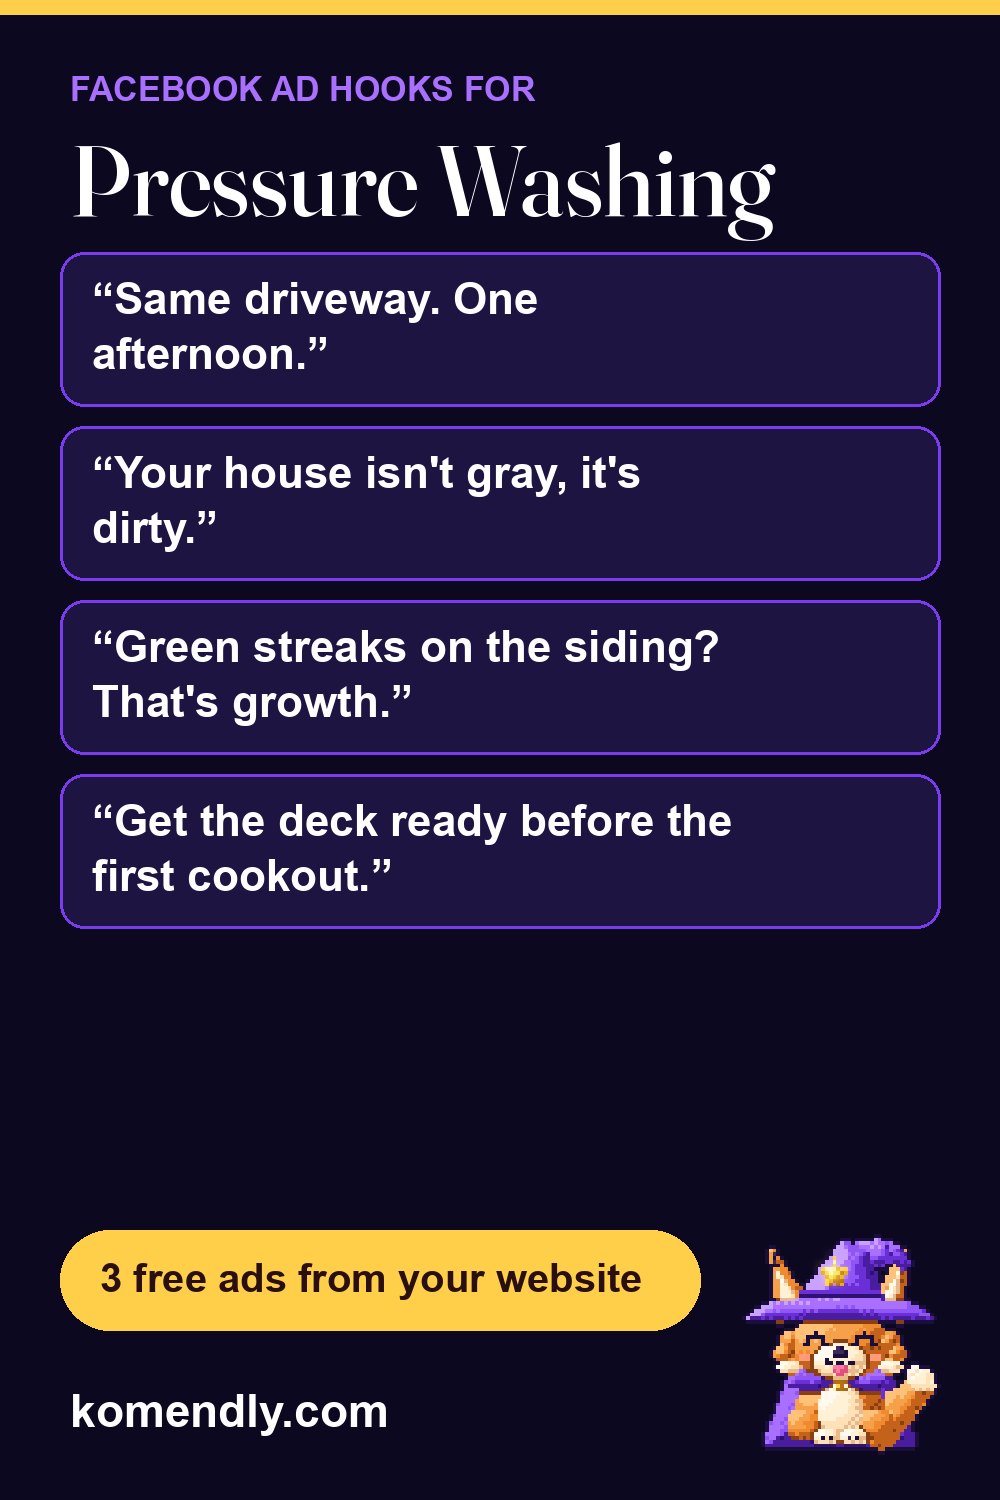 FACEBOOK AD HOOKS FOR
Pressure Washing
“Same driveway. One
afternoon.”
“Your house isn't gray, it's
dirty.”
“Green streaks on the siding?
That's growth.”
“Get the deck ready before the
first cookout.”
3 free ads from your website
komendly.com